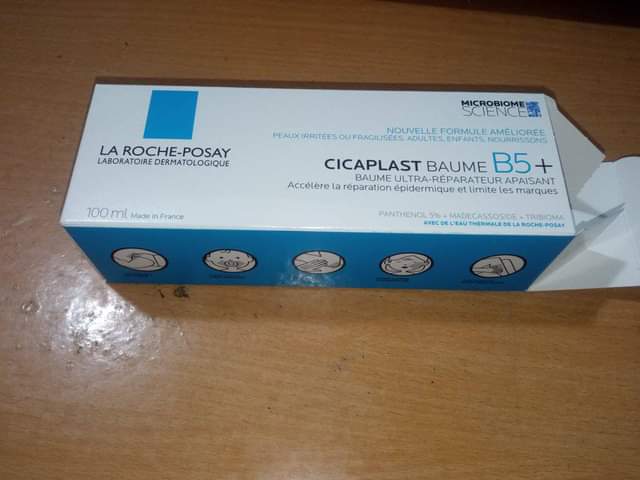 MICROBIOME
SCIENCE
NOUVELLE FORMULE AMÉLIORÉE
PEAUX IRRITÉES OU FRAGILISÉES, ADULTES, ENFANTS, NOURRISSONS
LA ROCHE-POSAY
LABORATOIRE DERMATOLOGIQUE
CICAPLAST BAUME B5+
BAUME ULTRA-RÉPARATEUR APAISANT
Accélère la réparation épidermique et limite les marques
100 ml Made in France
PANTHENOL 5% + MADECASSOSIDE + TRIBIOMA
AVEC DE L'EAU THERMALE DE LA ROCHE-POSAY